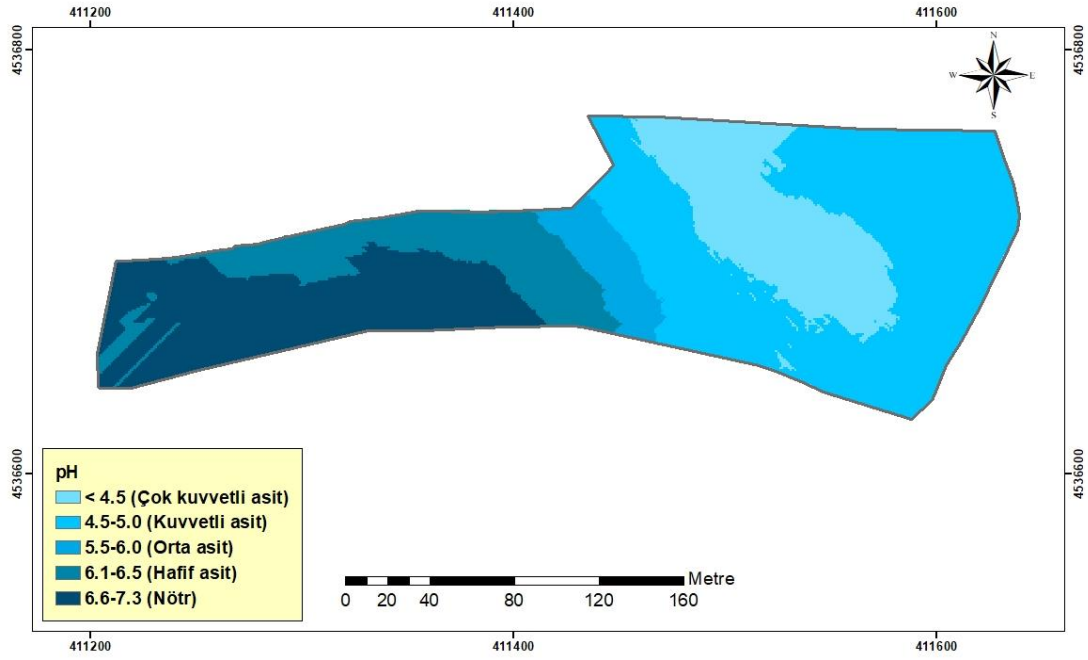 411200 411400 411600
4536800 4536800
N
W E
S
4536600 4536600
pH
< 4.5 (Çok kuvvetli asit)
4.5-5.0 (Kuvvetli asit)
5.5-6.0 (Orta asit)
6.1-6.5 (Hafif asit)
6.6-7.3 (Nötr)
Metre
0 20 40 80 120 160
411200 411400 411600